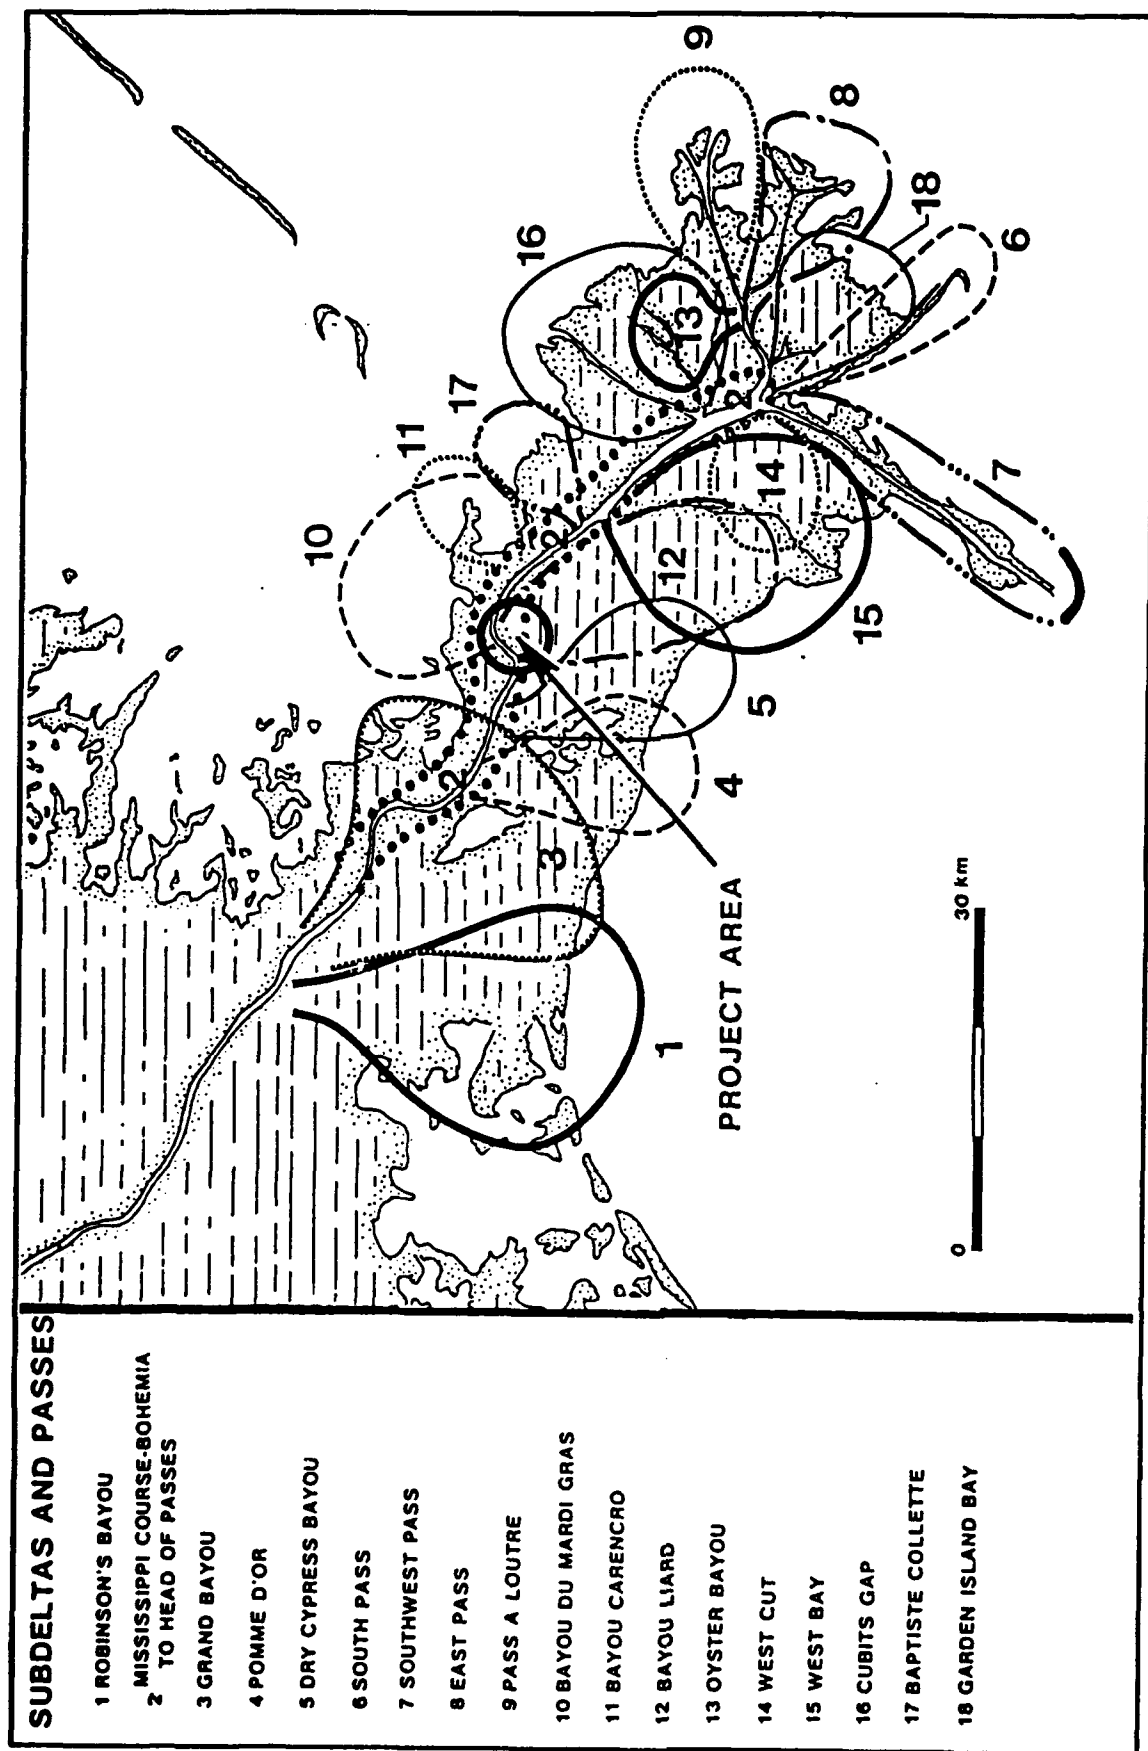 SUBDELTAS AND PASSES
1 ROBINSON'S BAYOU
MISSISSIPPI COURSE-BOHEMIA
2 TO HEAD OF PASSES
3 GRAND BAYOU
4 POMME D'OR
5 DRY CYPRESS BAYOU
6 SOUTH PASS
7 SOUTHWEST PASS
8 EAST PASS
9 PASS A LOUTRE
10 BAYOU DU MARDI GRAS
11 BAYOU CARENCRO
12 BAYOU LIARD
13 OYSTER BAYOU
14 WEST CUT
15 WEST BAY
16 CUBITS GAP
17 BAPTISTE COLLETTE
18 GARDEN ISLAND BAY
10
11
17
16
9
8
18
6
13
2
2
2
14
12
15
7
5
4
3
1
PROJECT AREA
0
30 km